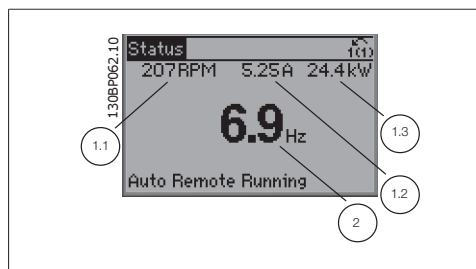 130BP062.10
Status 1(1)
207RPM 5.25A 24.4kW
6.9Hz
Auto Remote Running
1.1
1.3
1.2
2